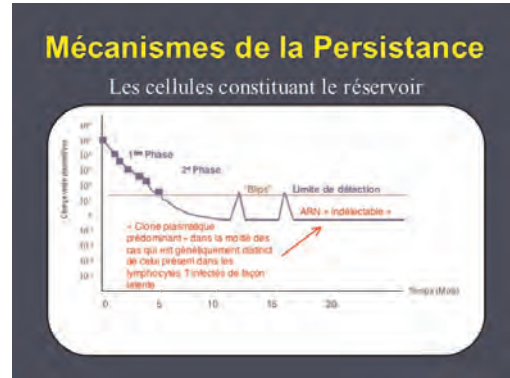 Mécanismes de la Persistance
Les cellules constituant le réservoir
1ère Phase
2e Phase
"Blips"
Limite de détection
ARN « indétectable »
« Clone plasmatique
prédominant » dans la moitié des
cas qui est génétiquement distinct
de celui présent dans les
lymphocytes T infectés de façon
latente
Temps (Mois)
0 5 10 15 20